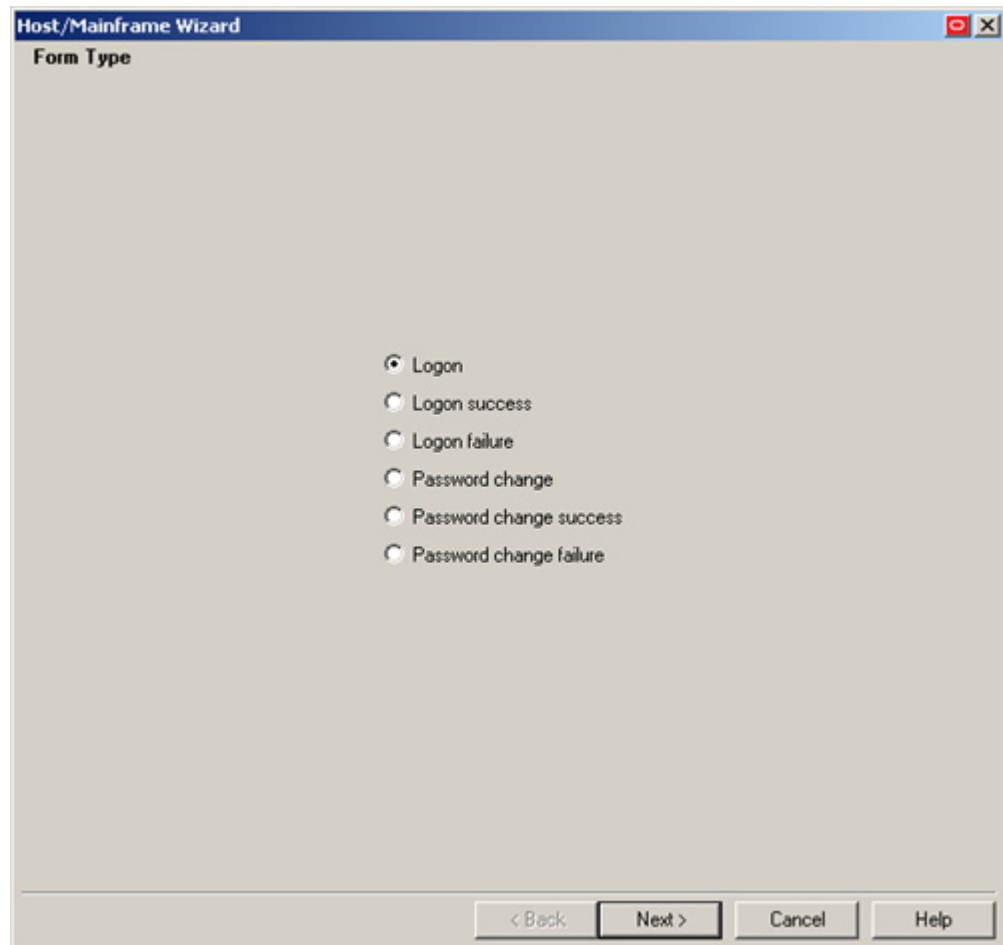 Host/Mainframe Wizard
Form Type
Logon
Logon success
Logon failure
Password change
Password change success
Password change failure
< Back Next > Cancel Help